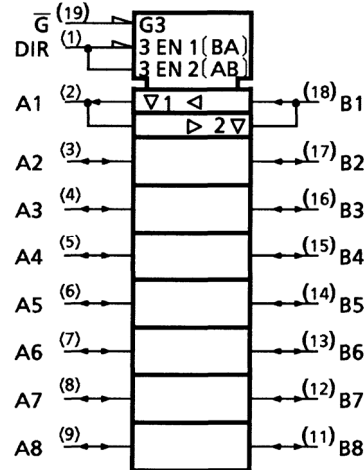 G̅ (19) G3
DIR (1) 3 EN 1 (BA)
3 EN 2 (AB)
A1 (2) ▽1 ◁ (18) B1
▷ 2▽
A2 (3) (17) B2
A3 (4) (16) B3
A4 (5) (15) B4
A5 (6) (14) B5
A6 (7) (13) B6
A7 (8) (12) B7
A8 (9) (11) B8